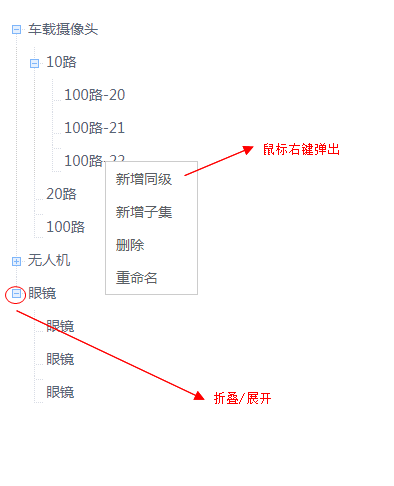 车载摄像头
10路
100路-20
100路-21
100路-22
鼠标右键弹出
新增同级
20路
新增子集
100路
删除
无人机
重命名
眼镜
眼镜
眼镜
眼镜
折叠/展开